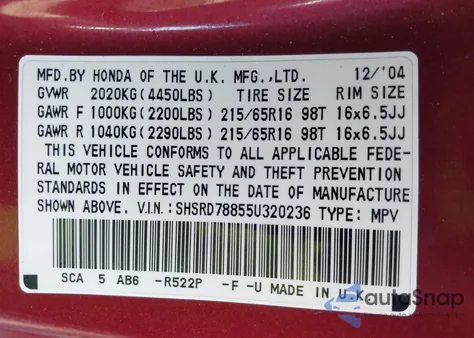 MFD.BY HONDA OF THE U.K. MFG.,LTD. 12/'04
GVWR 2020KG(4450LBS) TIRE SIZE RIM SIZE
GAWR F 1000KG(2200LBS) 215/65R16 98T 16x6.5JJ
GAWR R 1040KG(2290LBS) 215/65R16 98T 16x6.5JJ
THIS VEHICLE CONFORMS TO ALL APPLICABLE FEDE-
RAL MOTOR VEHICLE SAFETY AND THEFT PREVENTION
STANDARDS IN EFFECT ON THE DATE OF MANUFACTURE
SHOWN ABOVE. V.I.N.:SHSRD78855U320236 TYPE: MPV
SCA 5 AB6 -R522P -F -U MADE IN U.K.
autoSnap